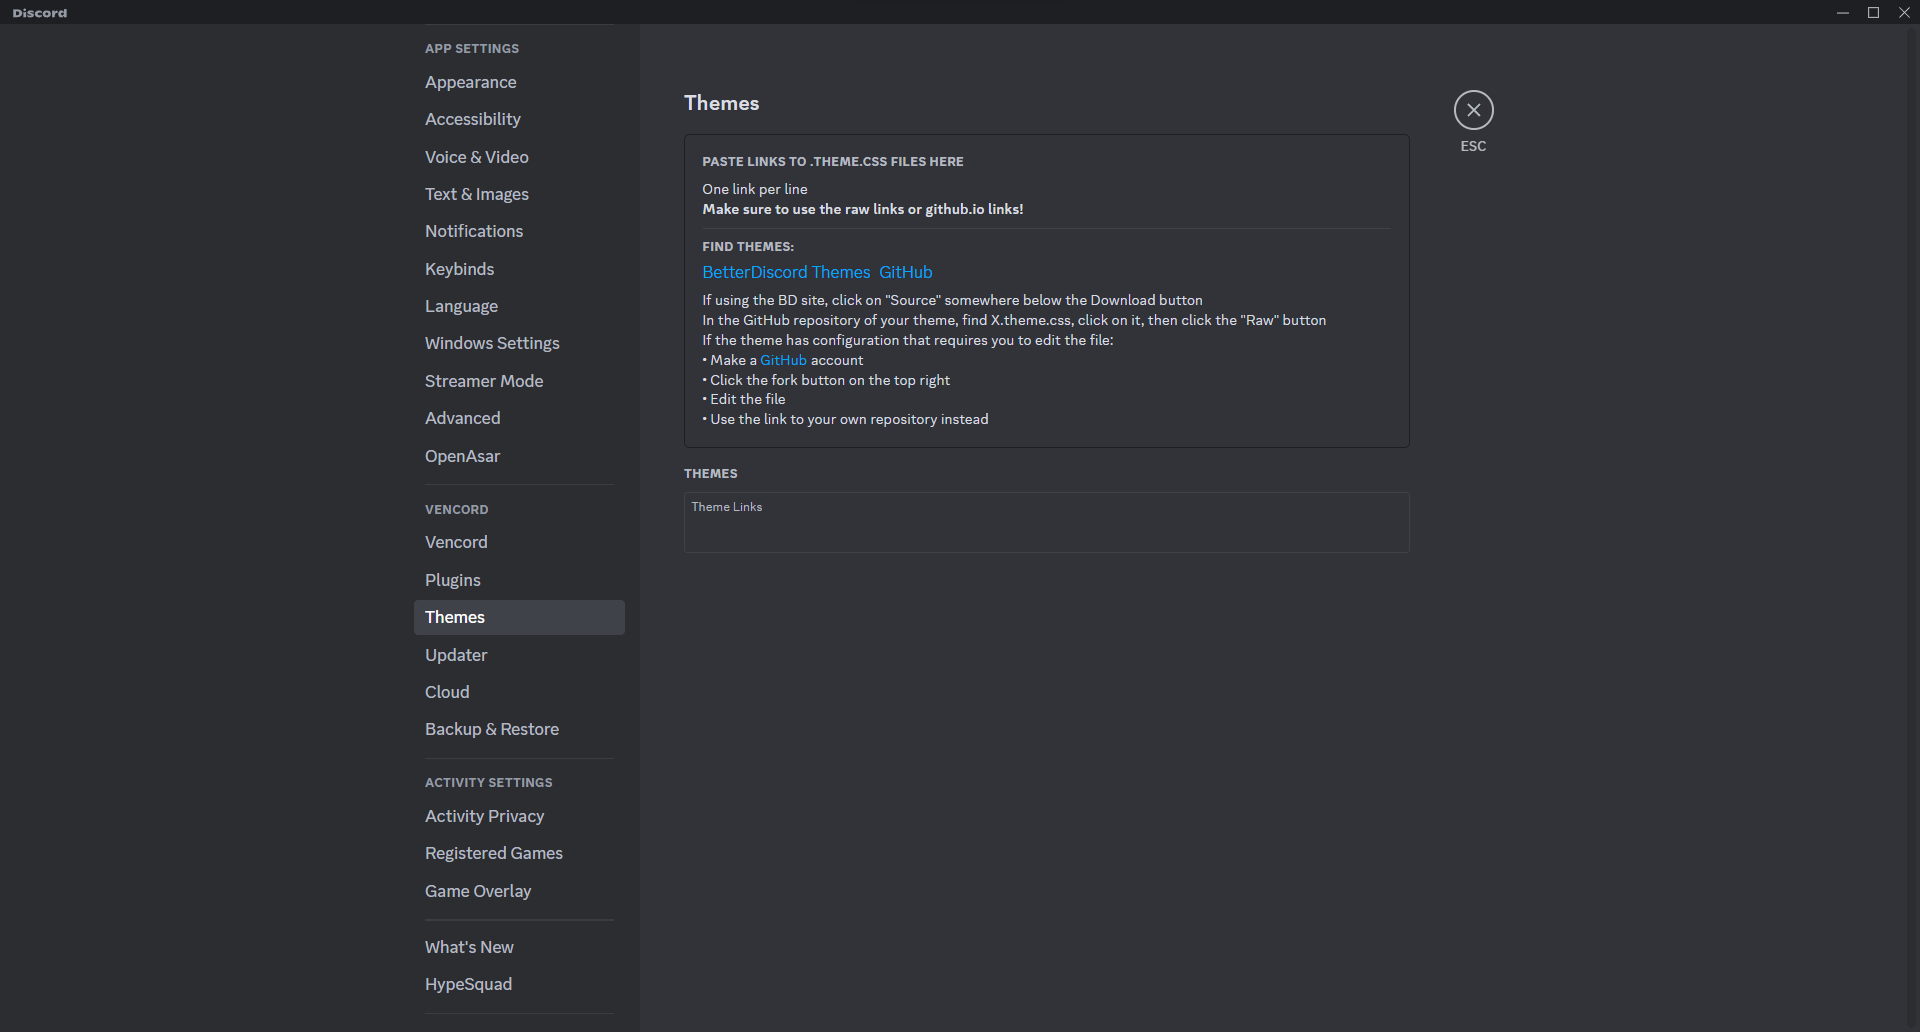 Discord
APP SETTINGS
Appearance
Accessibility
Voice & Video
Text & Images
Notifications
Keybinds
Language
Windows Settings
Streamer Mode
Advanced
OpenAsar
VENCORD
Vencord
Plugins
Themes
Updater
Cloud
Backup & Restore
ACTIVITY SETTINGS
Activity Privacy
Registered Games
Game Overlay
What's New
HypeSquad
Themes
PASTE LINKS TO .THEME.CSS FILES HERE
One link per line
Make sure to use the raw links or github.io links!
FIND THEMES:
BetterDiscord Themes GitHub
If using the BD site, click on "Source" somewhere below the Download button
In the GitHub repository of your theme, find X.theme.css, click on it, then click the "Raw" button
If the theme has configuration that requires you to edit the file:
• Make a GitHub account
• Click the fork button on the top right
• Edit the file
• Use the link to your own repository instead
THEMES
Theme Links
ESC